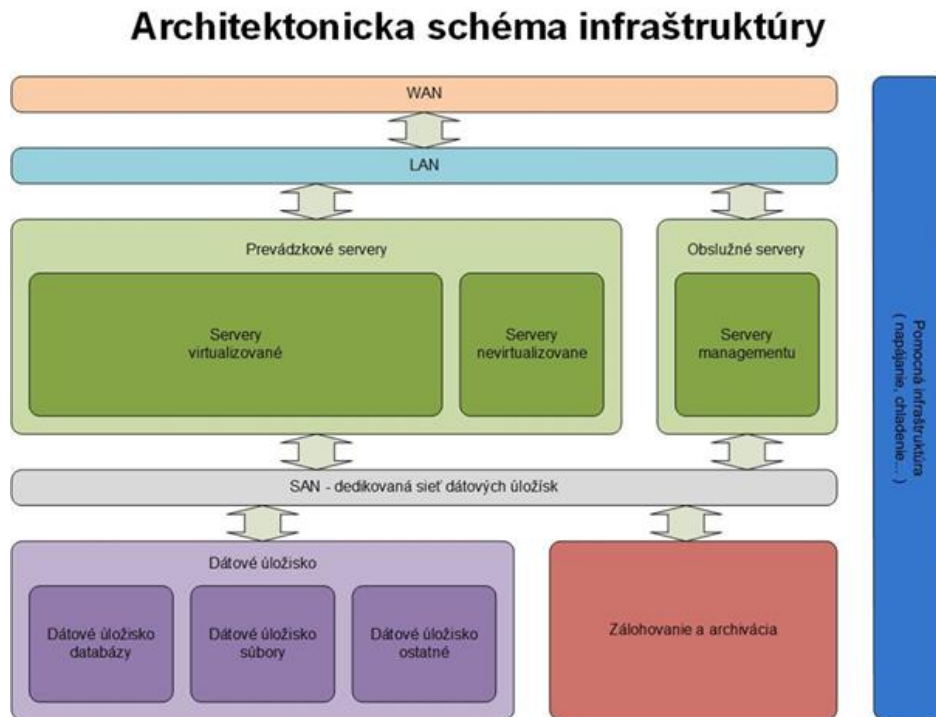 Architektonicka schéma infraštruktúry
WAN
LAN
Prevádzkové servery
Servery
virtualizované
Servery
nevirtualizovane
Obslužné servery
Servery
managementu
SAN - dedikovaná sieť dátových úložísk
Dátové úložisko
Dátové úložisko
databázy
Dátové úložisko
súbory
Dátové úložisko
ostatné
Zálohovanie a archivácia
Pomocná infraštruktúra
( napájanie, chladenie... )